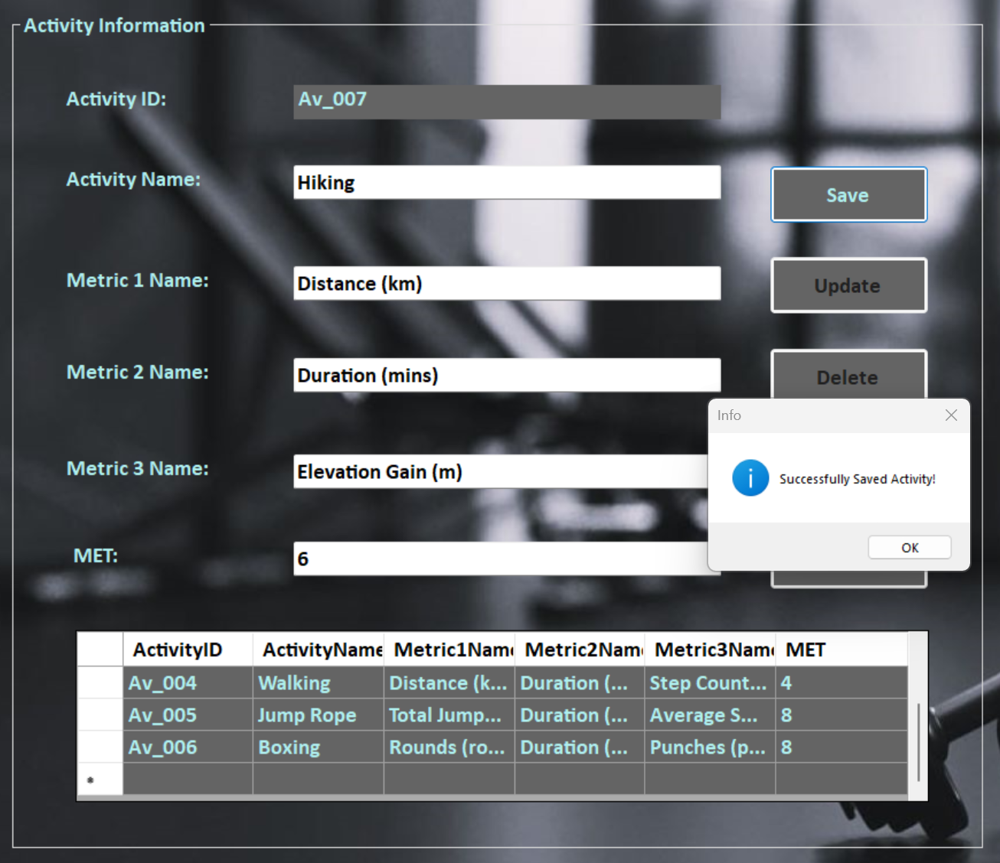 Activity Information
Activity ID:
Av_007
Activity Name:
Hiking
Save
Metric 1 Name:
Distance (km)
Update
Metric 2 Name:
Duration (mins)
Delete
Info
Metric 3 Name:
Elevation Gain (m)
Successfully Saved Activity!
OK
MET:
6
ActivityID ActivityName Metric1Nam Metric2Nam Metric3Nam MET
Av_004 Walking Distance (k... Duration (... Step Count... 4
Av_005 Jump Rope Total Jump... Duration (... Average S... 8
Av_006 Boxing Rounds (ro... Duration (... Punches (p... 8
*